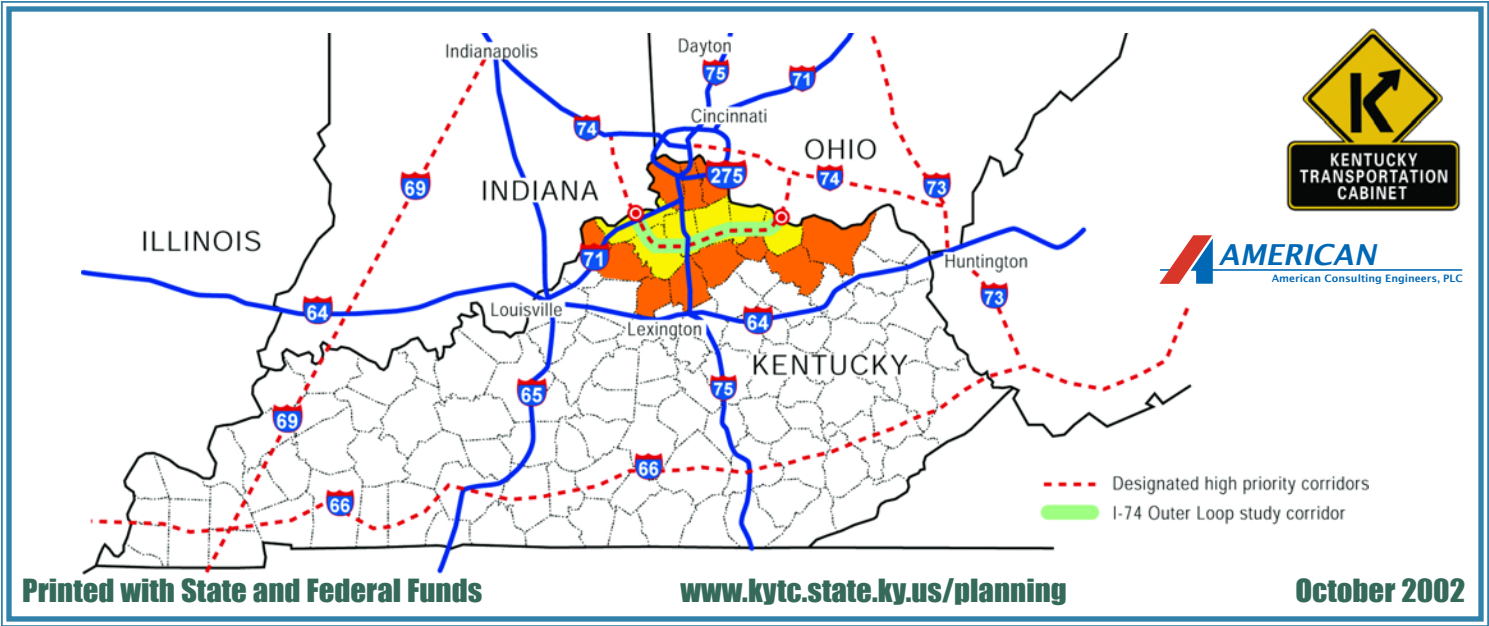 Indianapolis
Dayton
75
71
Cincinnati
74
OHIO
275
74
73
69
INDIANA
ILLINOIS
71
Huntington
73
64
Louisville
Lexington
64
KENTUCKY
65
75
69
66
66
KENTUCKY
TRANSPORTATION
CABINET
AMERICAN
American Consulting Engineers, PLC
Designated high priority corridors
I-74 Outer Loop study corridor
Printed with State and Federal Funds
www.kytc.state.ky.us/planning
October 2002